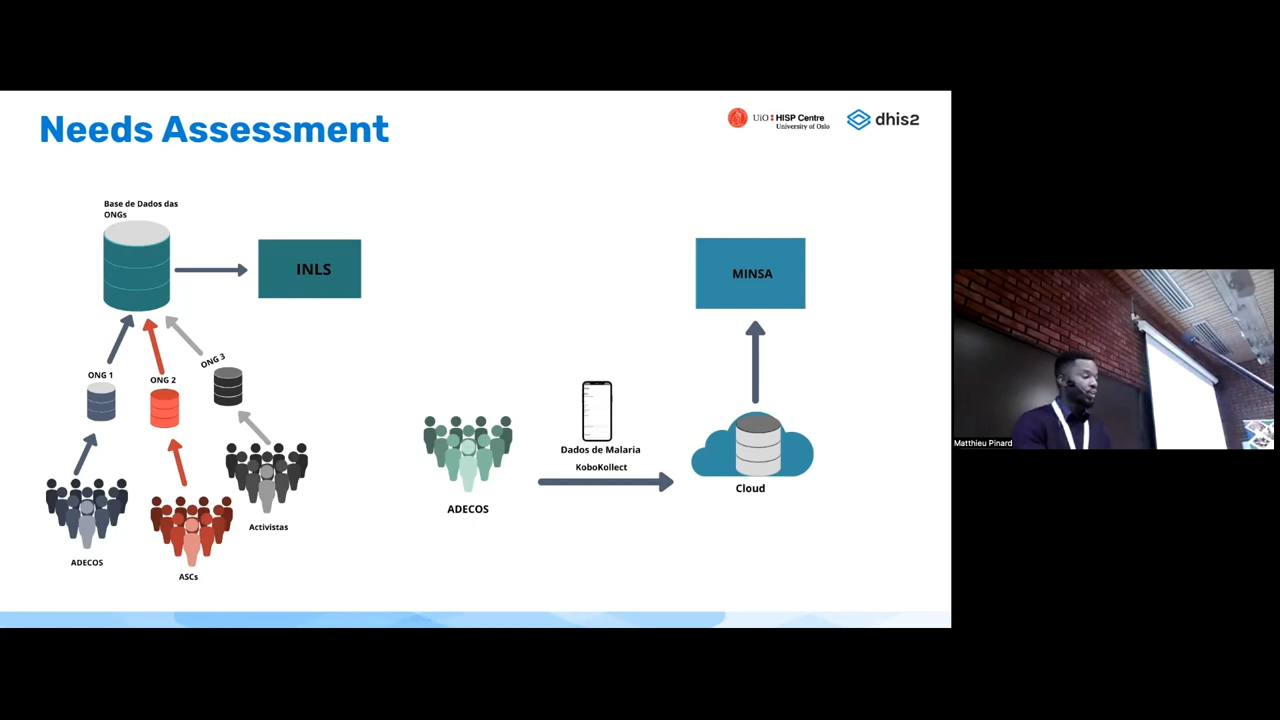 Needs Assessment
UiO HISP Centre
University of Oslo
dhis2
Base de Dados das
ONGs
INLS
MINSA
ONG 1
ONG 2
ONG 3
ADECOS
ASCs
Activistas
ADECOS
Dados de Malaria
KoboKollect
Cloud
Matthieu Pinard